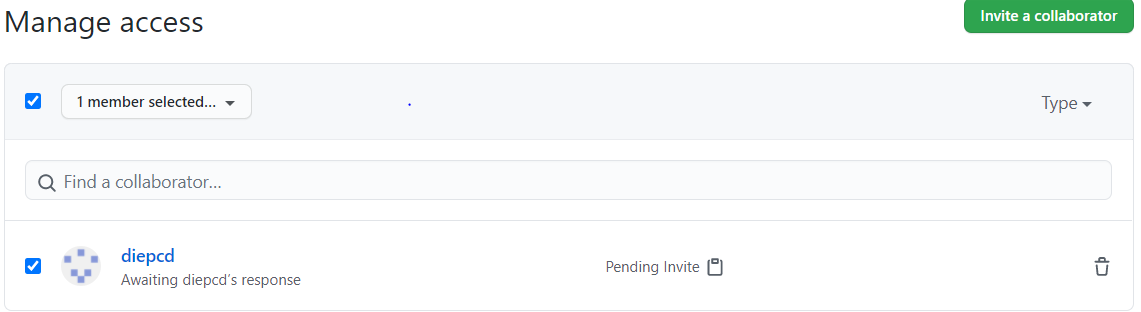 Manage access
Invite a collaborator
1 member selected...
Type
Find a collaborator...
diepcd
Awaiting diepcd's response
Pending Invite